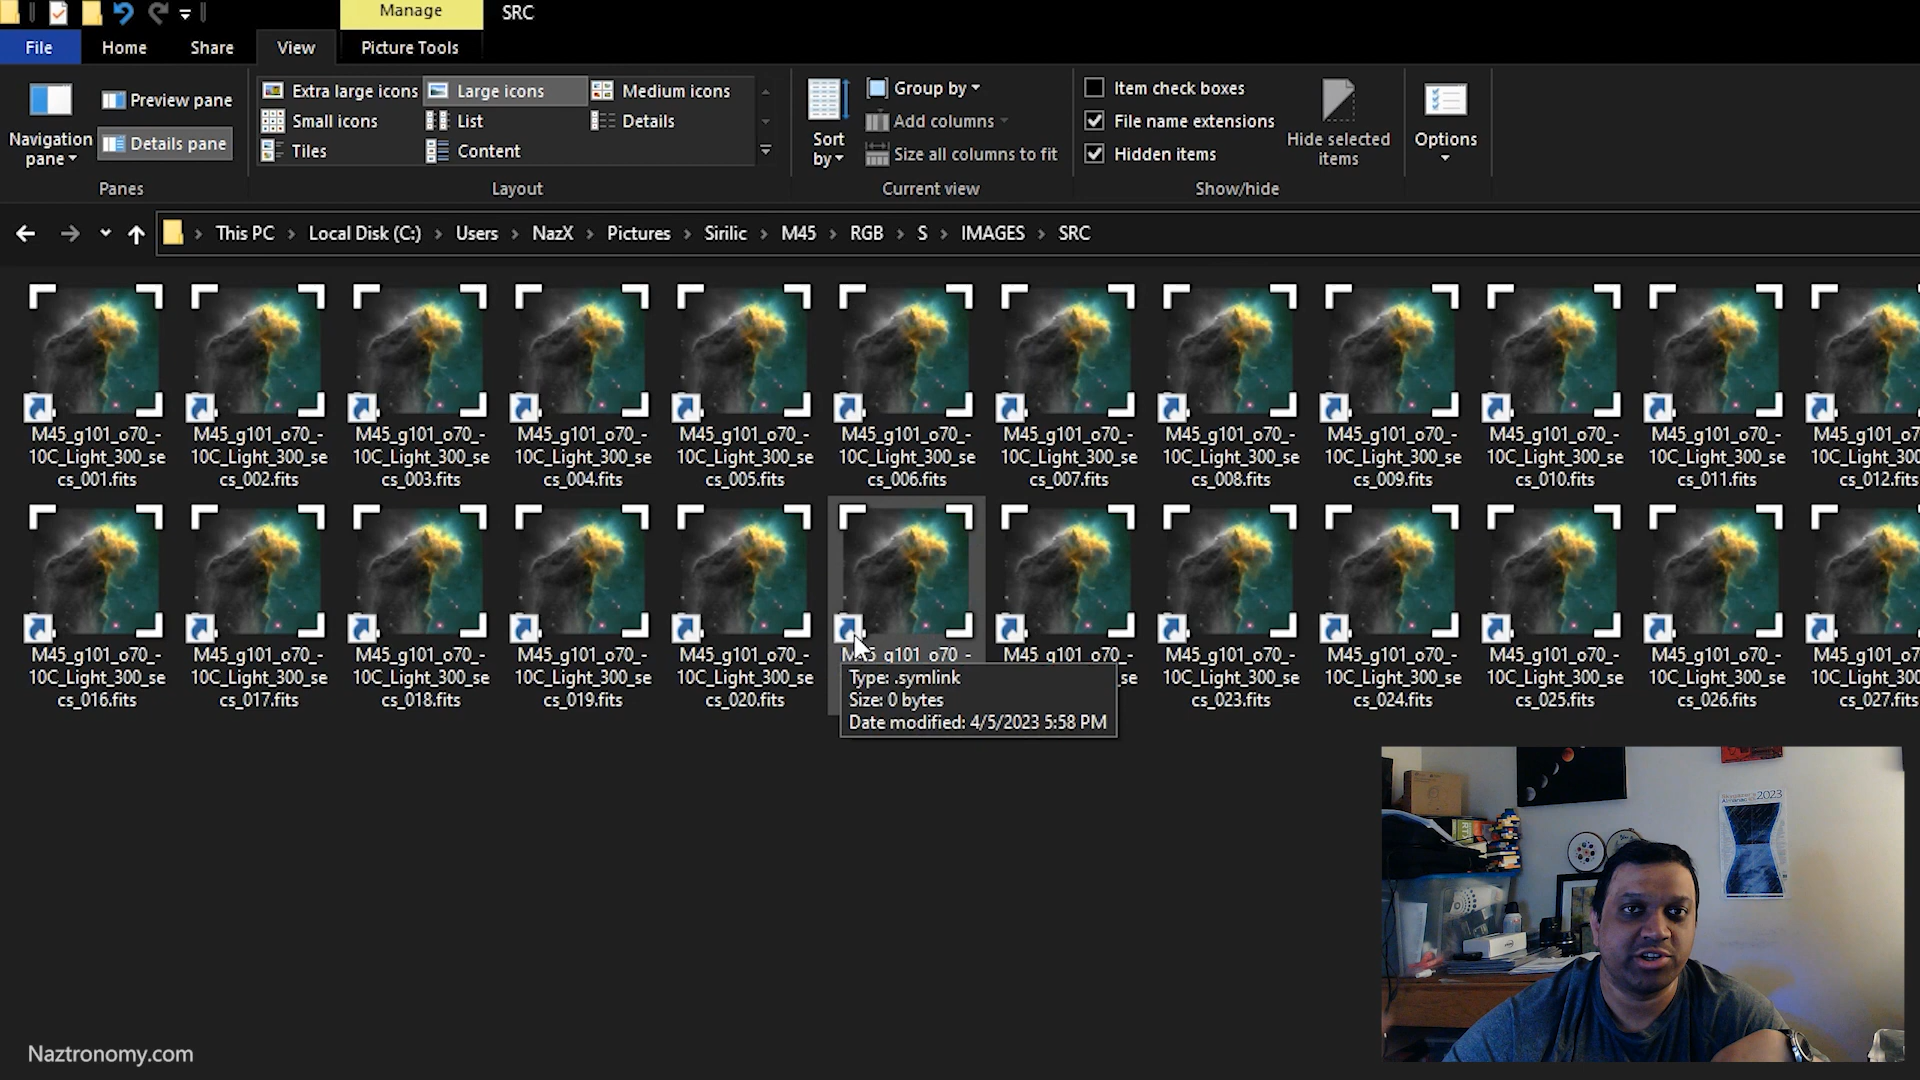 Manage
SRC
File
Home
Share
View
Picture Tools
Navigation pane
Preview pane
Details pane
Panes
Extra large icons
Large icons
Medium icons
Small icons
List
Details
Tiles
Content
Layout
Sort by
Group by
Add columns
Size all columns to fit
Current view
Item check boxes
File name extensions
Hidden items
Hide selected items
Show/hide
Options
This PC
Local Disk (C:)
Users
NazX
Pictures
Sirilic
M45
RGB
S
IMAGES
SRC
M45_g101_o70_-10C_Light_300_secs_001.fits
M45_g101_o70_-10C_Light_300_secs_002.fits
M45_g101_o70_-10C_Light_300_secs_003.fits
M45_g101_o70_-10C_Light_300_secs_004.fits
M45_g101_o70_-10C_Light_300_secs_005.fits
M45_g101_o70_-10C_Light_300_secs_006.fits
M45_g101_o70_-10C_Light_300_secs_007.fits
M45_g101_o70_-10C_Light_300_secs_008.fits
M45_g101_o70_-10C_Light_300_secs_009.fits
M45_g101_o70_-10C_Light_300_secs_010.fits
M45_g101_o70_-10C_Light_300_secs_011.fits
M45_g101_o7
10C_Light_30
cs_012.fits
M45_g101_o70_-10C_Light_300_secs_016.fits
M45_g101_o70_-10C_Light_300_secs_017.fits
M45_g101_o70_-10C_Light_300_secs_018.fits
M45_g101_o70_-10C_Light_300_secs_019.fits
M45_g101_o70_-10C_Light_300_secs_020.fits
M45_g101_o70_-
M45_g101_o70_-
M45_g101_o70_-10C_Light_300_secs_023.fits
M45_g101_o70_-10C_Light_300_secs_024.fits
M45_g101_o70_-10C_Light_300_secs_025.fits
M45_g101_o70_-10C_Light_300_secs_026.fits
M45_g101_o7
10C_Light_30
cs_027.fits
Type: .symlink
Size: 0 bytes
Date modified: 4/5/2023 5:58 PM
2023
Naztronomy.com